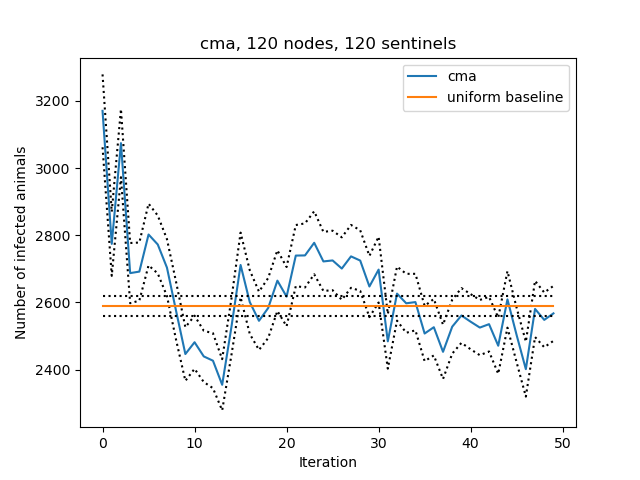 cma, 120 nodes, 120 sentinels
cma
uniform baseline
Number of infected animals
3200
3000
2800
2600
2400
0 10 20 30 40 50
Iteration